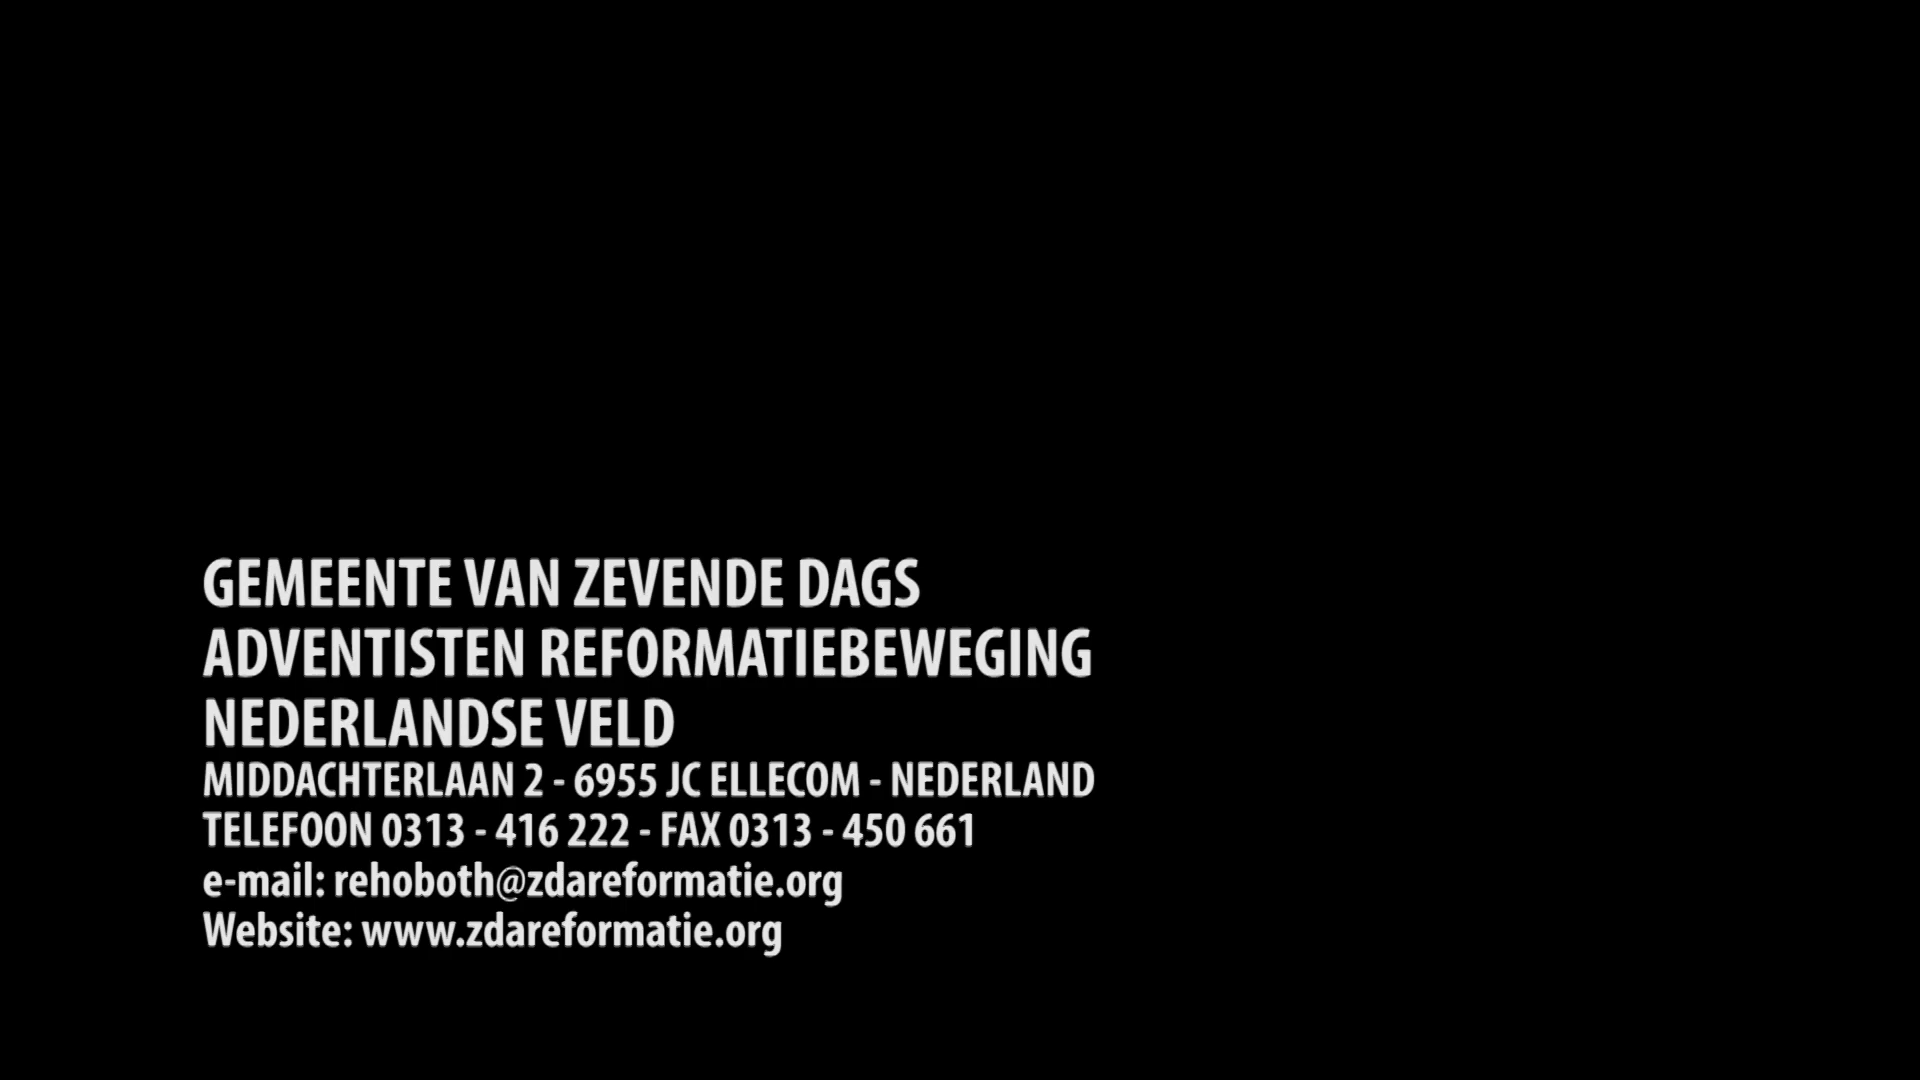 GEMEENTE VAN ZEVENDE DAGS
ADVENTISTEN REFORMATIEBEWEGING
NEDERLANDSE VELD
MIDDACHTERLAAN 2 - 6955 JC ELLECOM - NEDERLAND
TELEFOON 0313 - 416 222 - FAX 0313 - 450 661
e-mail: rehoboth@zdareformatie.org
Website: www.zdareformatie.org